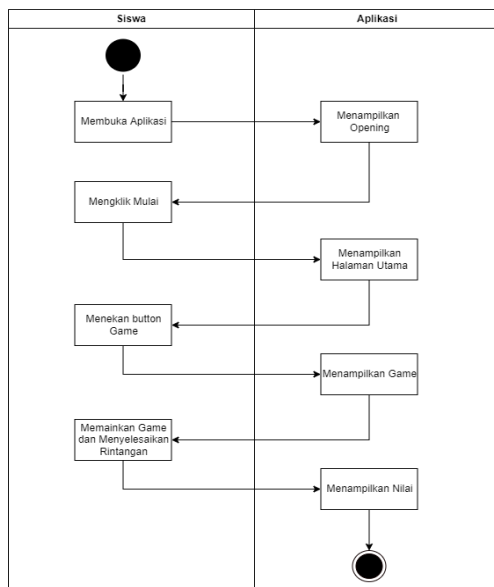 Siswa
Aplikasi
Membuka Aplikasi
Menampilkan
Opening
Mengklik Mulai
Menampilkan
Halaman Utama
Menekan button
Game
Menampilkan Game
Memainkan Game
dan Menyelesaikan
Rintangan
Menampilkan Nilai